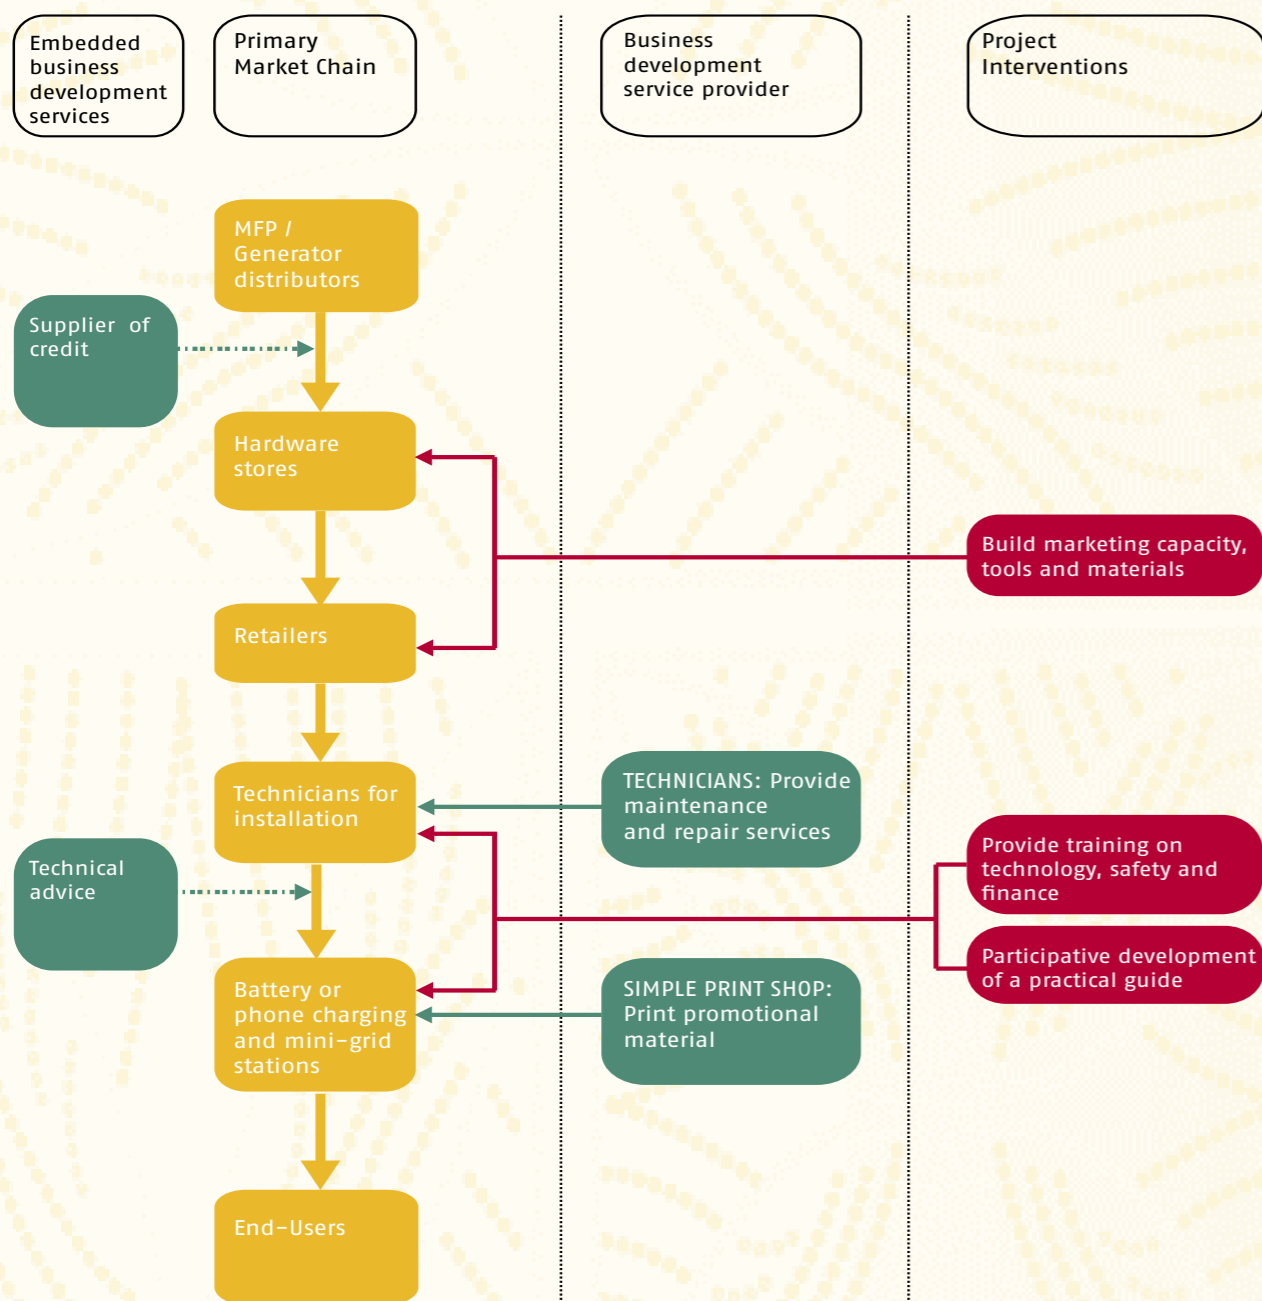 Embedded
business
development
services
Primary
Market Chain
Business
development
service provider
Project
Interventions
MFP /
Generator
distributors
Supplier of
credit
Hardware
stores
Build marketing capacity,
tools and materials
Retailers
Technicians for
installation
TECHNICIANS: Provide
maintenance
and repair services
Technical
advice
Provide training on
technology, safety and
finance
Participative development
of a practical guide
Battery or
phone charging
and mini-grid
stations
SIMPLE PRINT SHOP:
Print promotional
material
End-Users